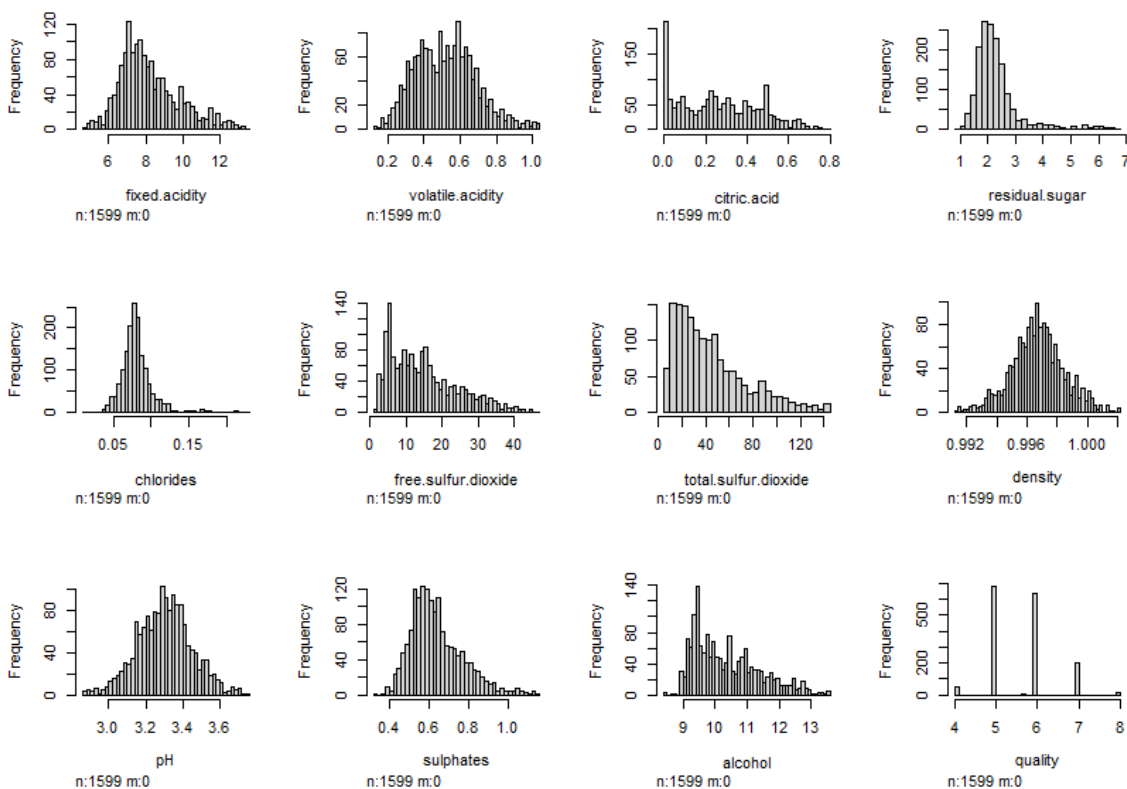 Frequency
0 20 40 80 120
6 8 10 12
fixed.acidity
n:1599 m:0
Frequency
0 20 60
0.2 0.4 0.6 0.8 1.0
volatile.acidity
n:1599 m:0
Frequency
0 50 150
0.0 0.2 0.4 0.6 0.8
citric.acid
n:1599 m:0
Frequency
0 100 200
1 2 3 4 5 6 7
residual.sugar
n:1599 m:0
Frequency
0 100 200
0.05 0.15
chlorides
n:1599 m:0
Frequency
0 40 80 140
0 10 20 30 40
free.sulfur.dioxide
n:1599 m:0
Frequency
0 50 100
0 40 80 120
total.sulfur.dioxide
n:1599 m:0
Frequency
0 40 80
0.992 0.996 1.000
density
n:1599 m:0
Frequency
0 40 80
3.0 3.2 3.4 3.6
pH
n:1599 m:0
Frequency
0 40 80 120
0.4 0.6 0.8 1.0
sulphates
n:1599 m:0
Frequency
0 40 80 140
9 10 11 12 13
alcohol
n:1599 m:0
Frequency
0 200 500
4 5 6 7 8
quality
n:1599 m:0